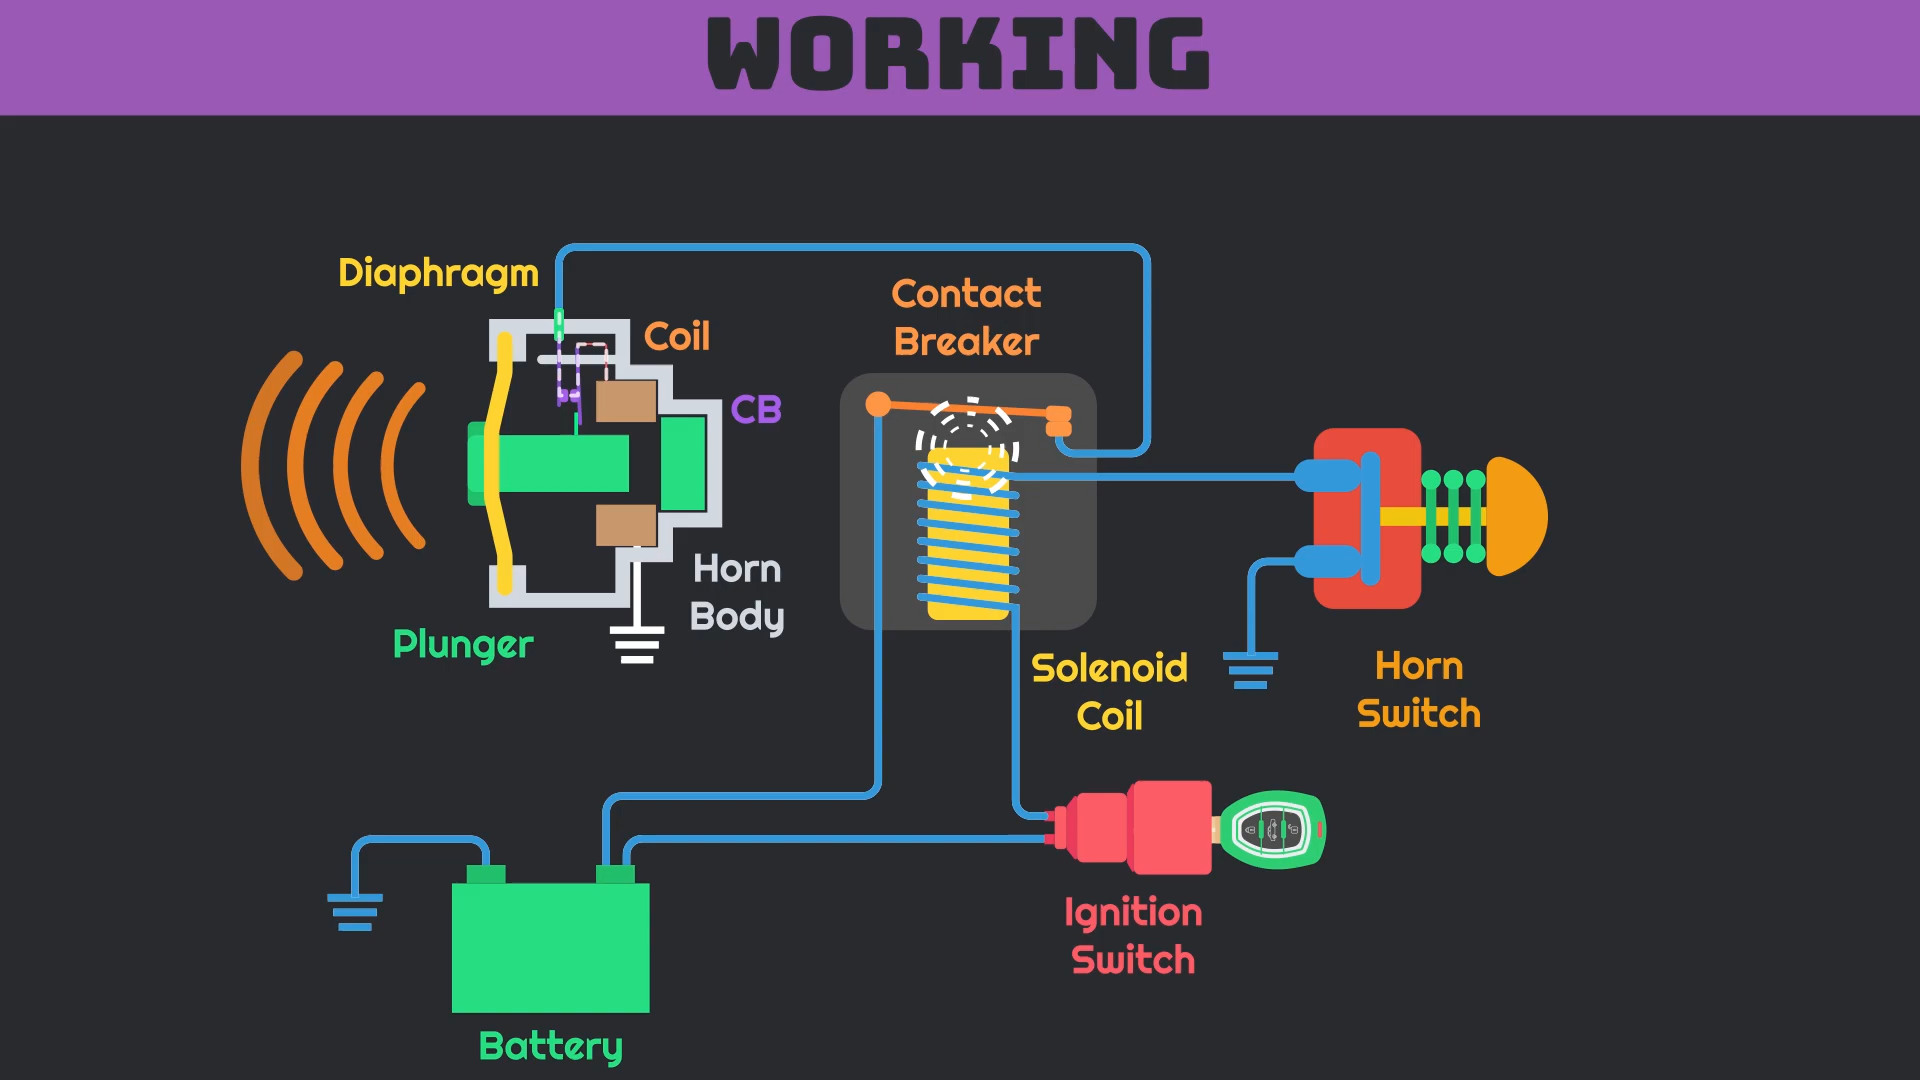 WORKING
Diaphragm
Contact
Breaker
Coil
CB
Horn
Body
Plunger
Solenoid
Coil
Horn
Switch
Ignition
Switch
Battery